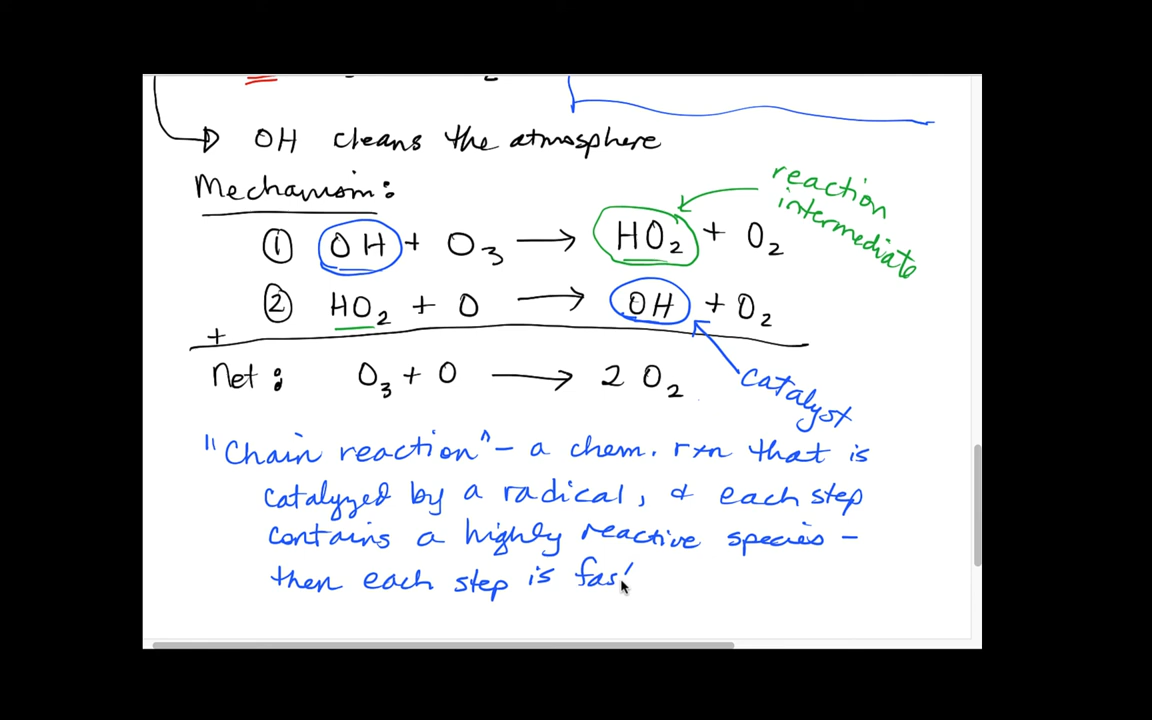 OH cleans the atmosphere
Mechanism:
reaction
intermediate
① OH + O₃ → HO₂ + O₂
② HO₂ + O → OH + O₂
+
Net: O₃ + O → 2 O₂
catalyst
"Chain reaction" - a chem. rxn that is
catalyzed by a radical, & each step
contains a highly reactive species -
then each step is fast